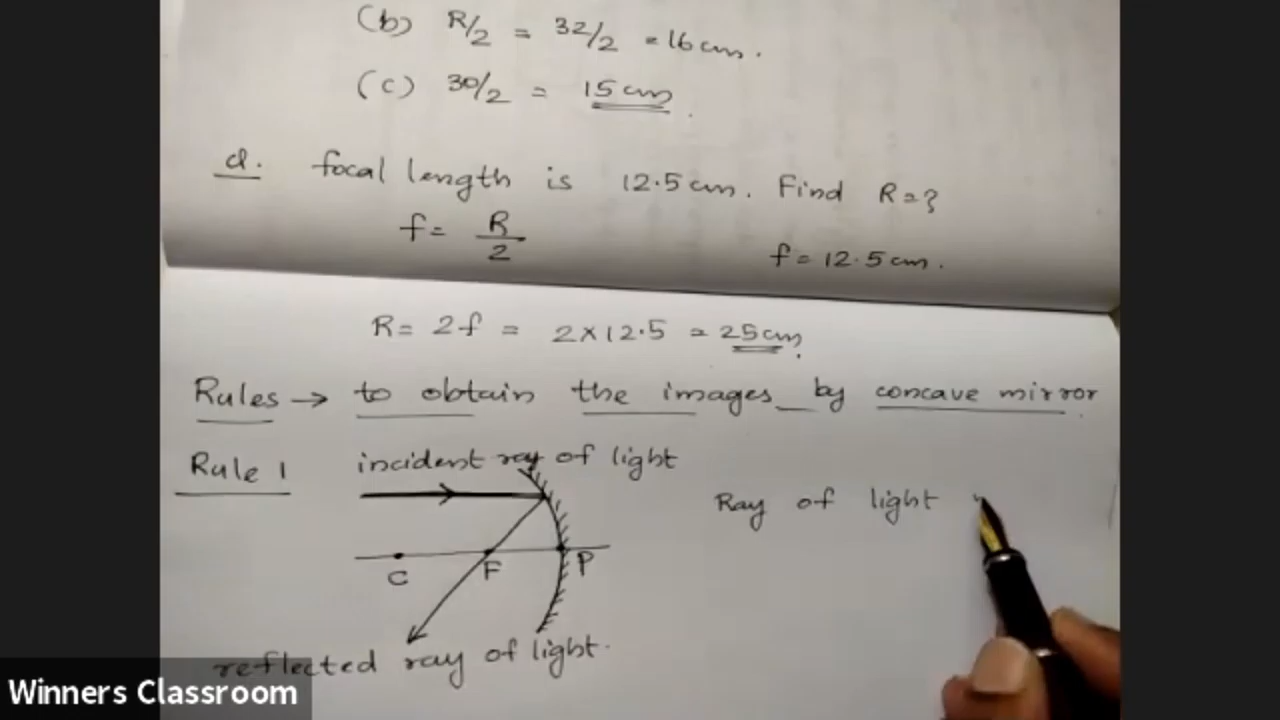 (b) R/2 = 32/2 = 16 cm.
(c) 30/2 = 15 cm.
Q. focal length is 12.5 cm. Find R=?
f = R/2 f = 12.5 cm.
R = 2f = 2×12.5 = 25 cm.
Rules → to obtain the images by concave mirror
Rule 1 incident ray of light
Ray of light
C F P
reflected ray of light.
Winners Classroom